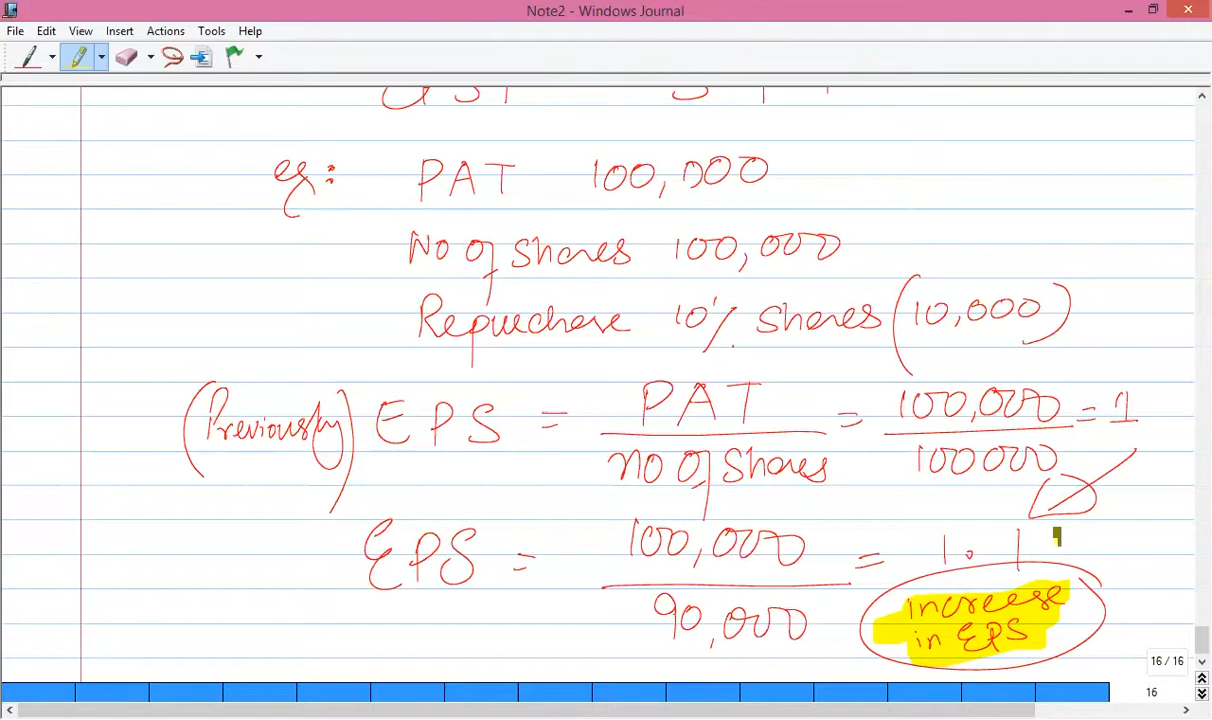 Note2 - Windows Journal
File Edit View Insert Actions Tools Help
eg: PAT 100,000
No of shares 100,000
Repurchase 10% shares (10,000)
(Previously) EPS = PAT / no of shares = 100,000 / 100000 = 1
EPS = 100,000 / 90,000 = 1.1
increase
in EPS
16 / 16
16